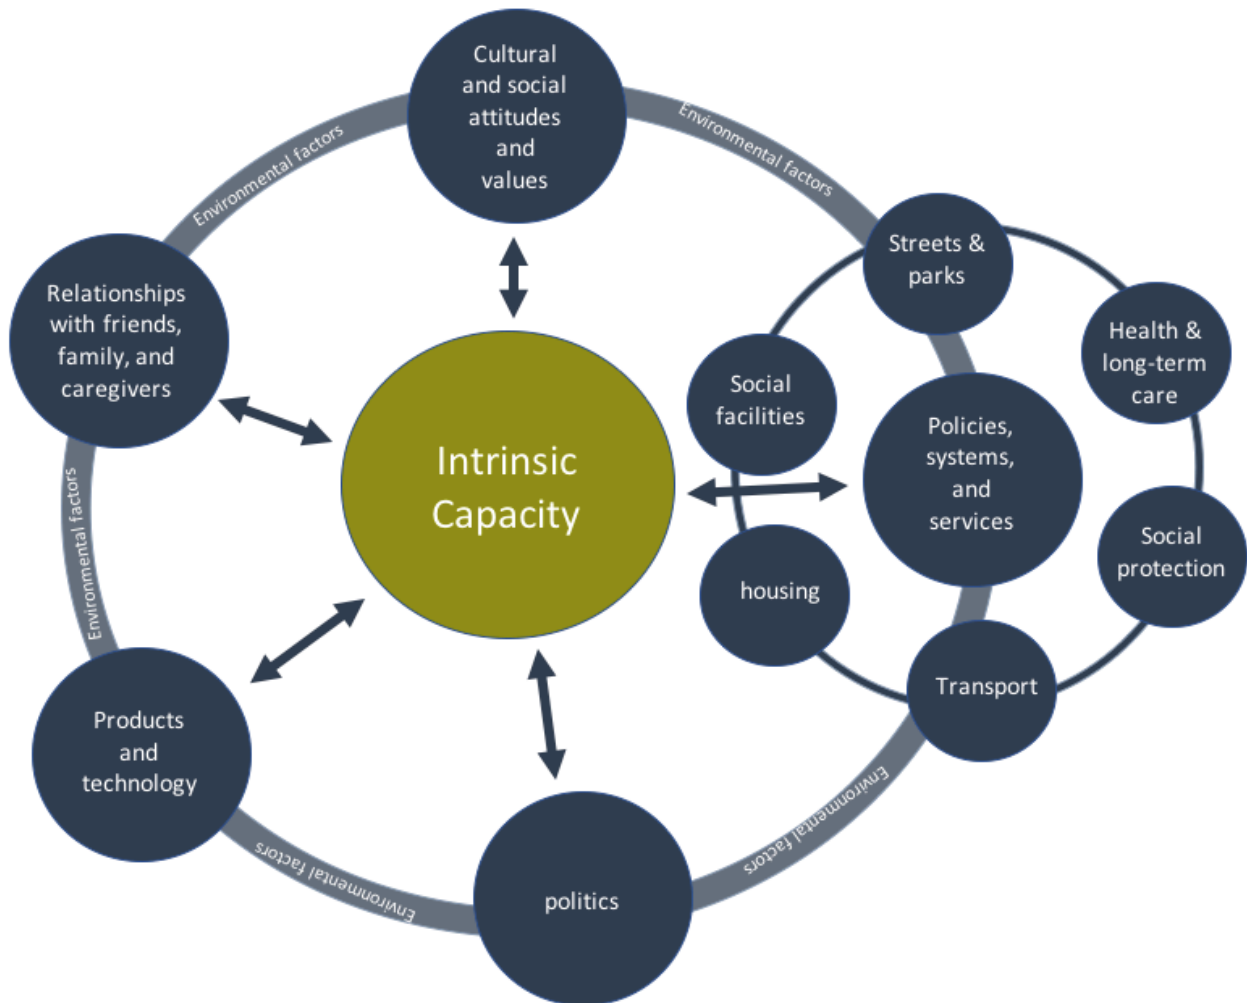 Cultural
and social
attitudes
and
values
Environmental factors
Environmental factors
Streets &
parks
Relationships
with friends,
family, and
caregivers
Health &
long-term
care
Social
facilities
Policies,
systems,
and
services
Intrinsic
Capacity
Environmental factors
Social
protection
housing
Transport
Products
and
technology
Environmental factors
Environmental factors
politics